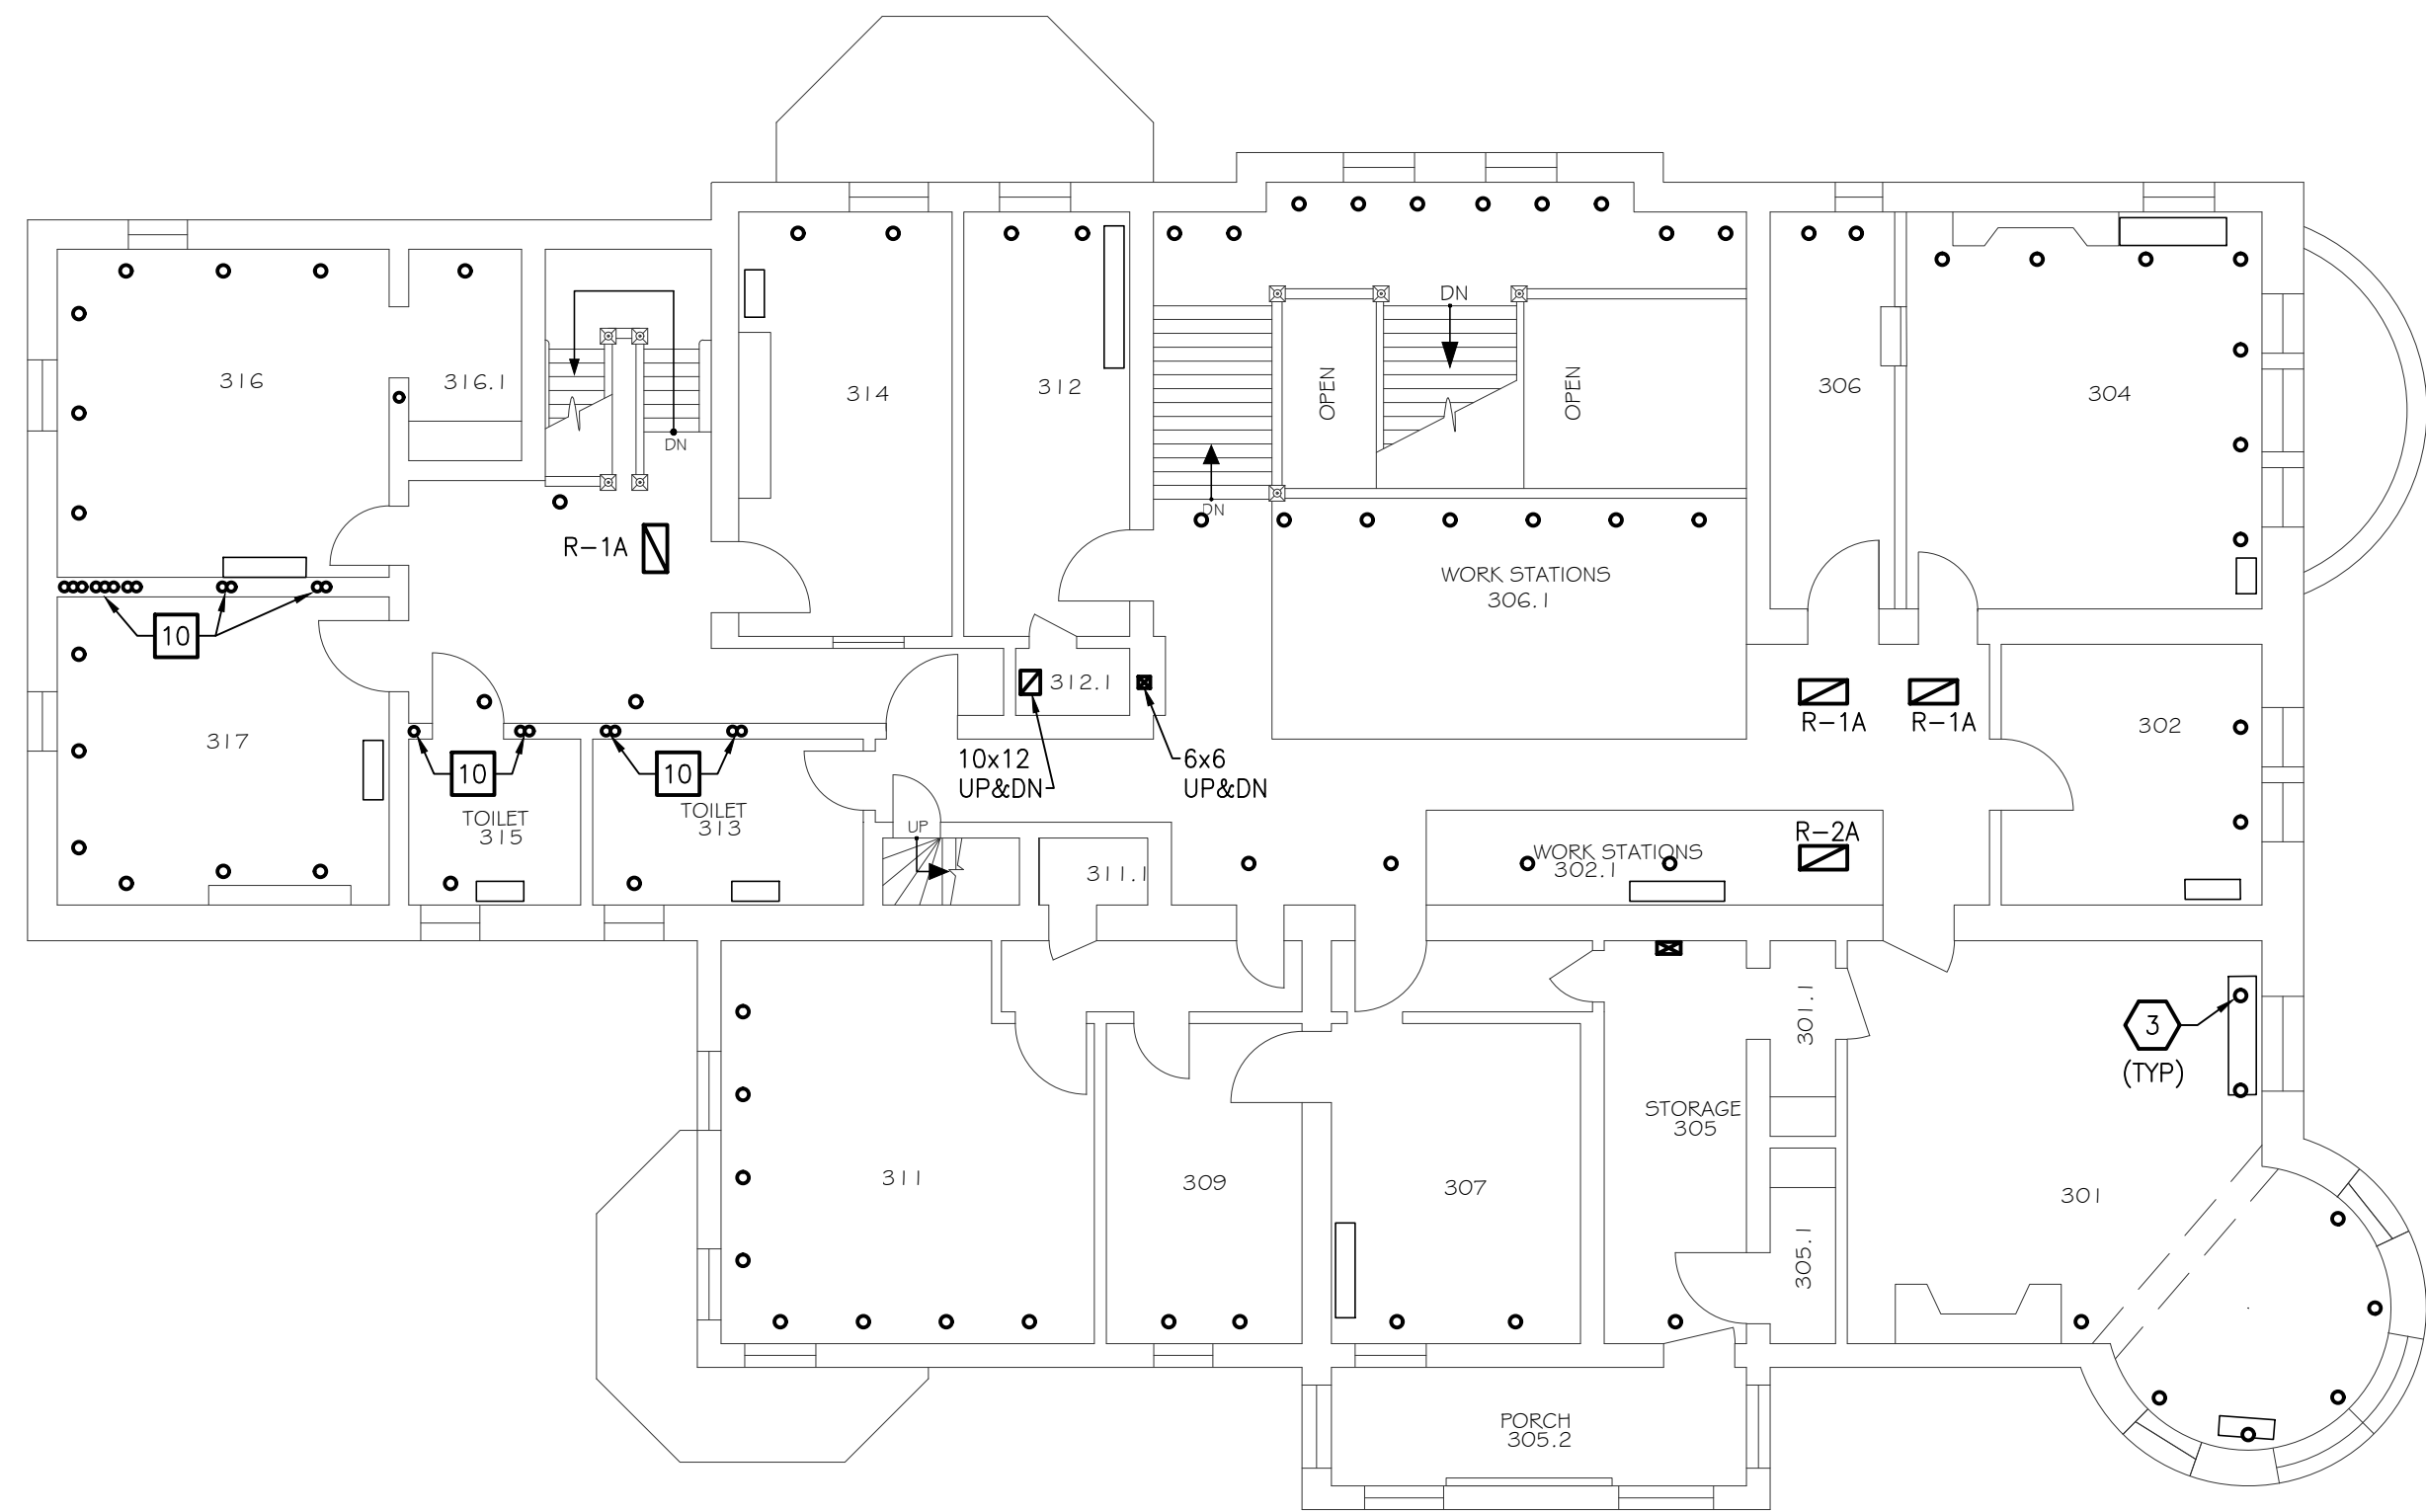 DN
316
316.1
314
312
OPEN
OPEN
306
304
DN
DN
R-1A
WORK STATIONS
306.1
10
312.1
R-1A
R-1A
317
302
10
10
10x12
UP&DN
6x6
UP&DN
TOILET
315
TOILET
313
UP
R-2A
WORK STATIONS
302.1
311.1
301.1
3
(TYP)
STORAGE
305
311
309
307
301
305.1
PORCH
305.2